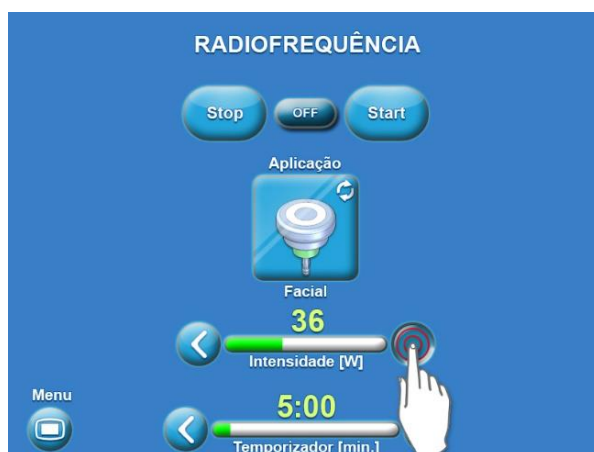 RADIOFREQUÊNCIA
Stop OFF Start
Aplicação
Facial
36
Intensidade [W]
Menu
5:00
Temporizador [min.]